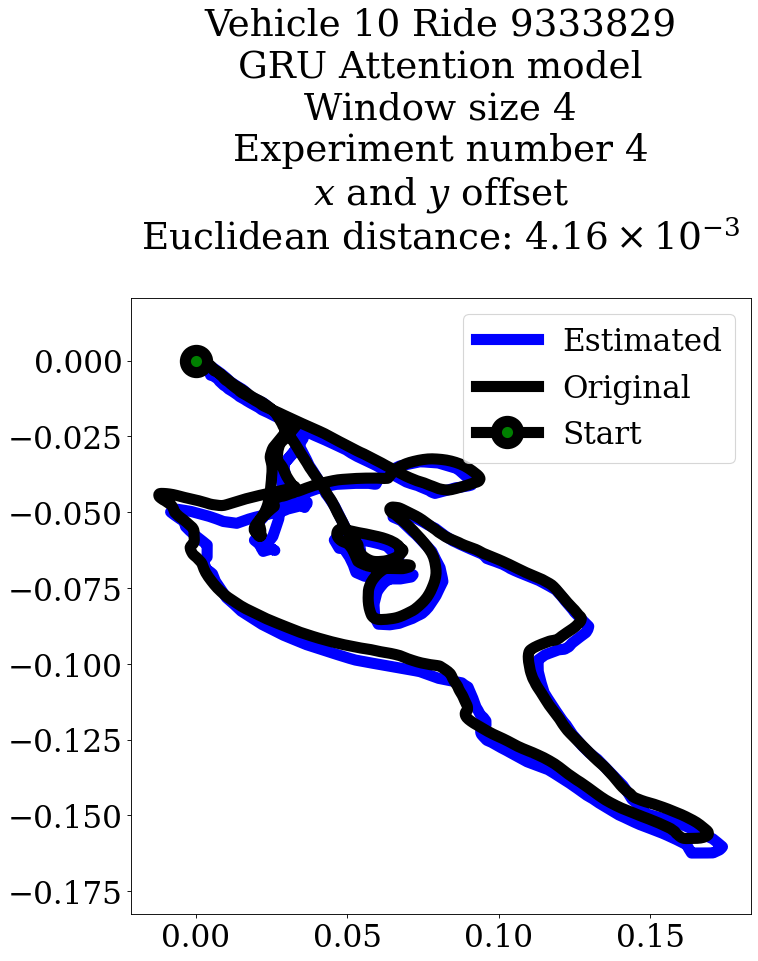 Vehicle 10 Ride 9333829
GRU Attention model
Window size 4
Experiment number 4
x and y offset
Euclidean distance: 4.16 × 10⁻³
Estimated
Original
Start
0.000
−0.025
−0.050
−0.075
−0.100
−0.125
−0.150
−0.175
0.00 0.05 0.10 0.15